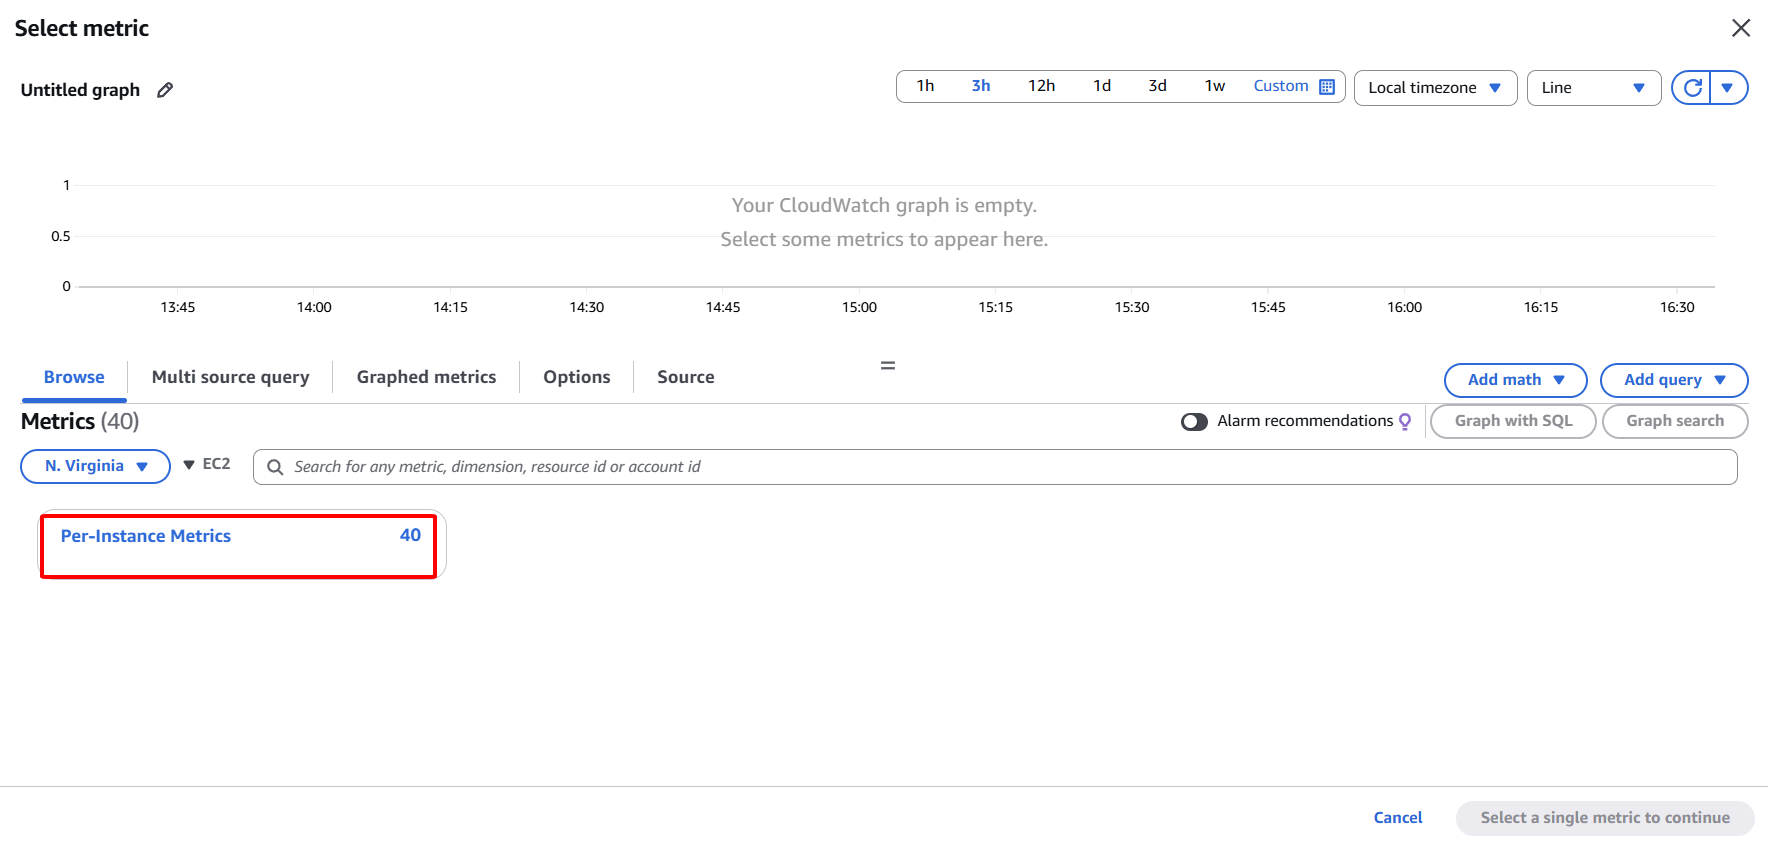 Select metric
Untitled graph
1h 3h 12h 1d 3d 1w Custom Local timezone Line
1
Your CloudWatch graph is empty.
0.5
Select some metrics to appear here.
0
13:45 14:00 14:15 14:30 14:45 15:00 15:15 15:30 15:45 16:00 16:15 16:30
Browse Multi source query Graphed metrics Options Source Add math Add query
Metrics (40) Alarm recommendations Graph with SQL Graph search
N. Virginia EC2 Search for any metric, dimension, resource id or account id
Per-Instance Metrics 40
Cancel Select a single metric to continue